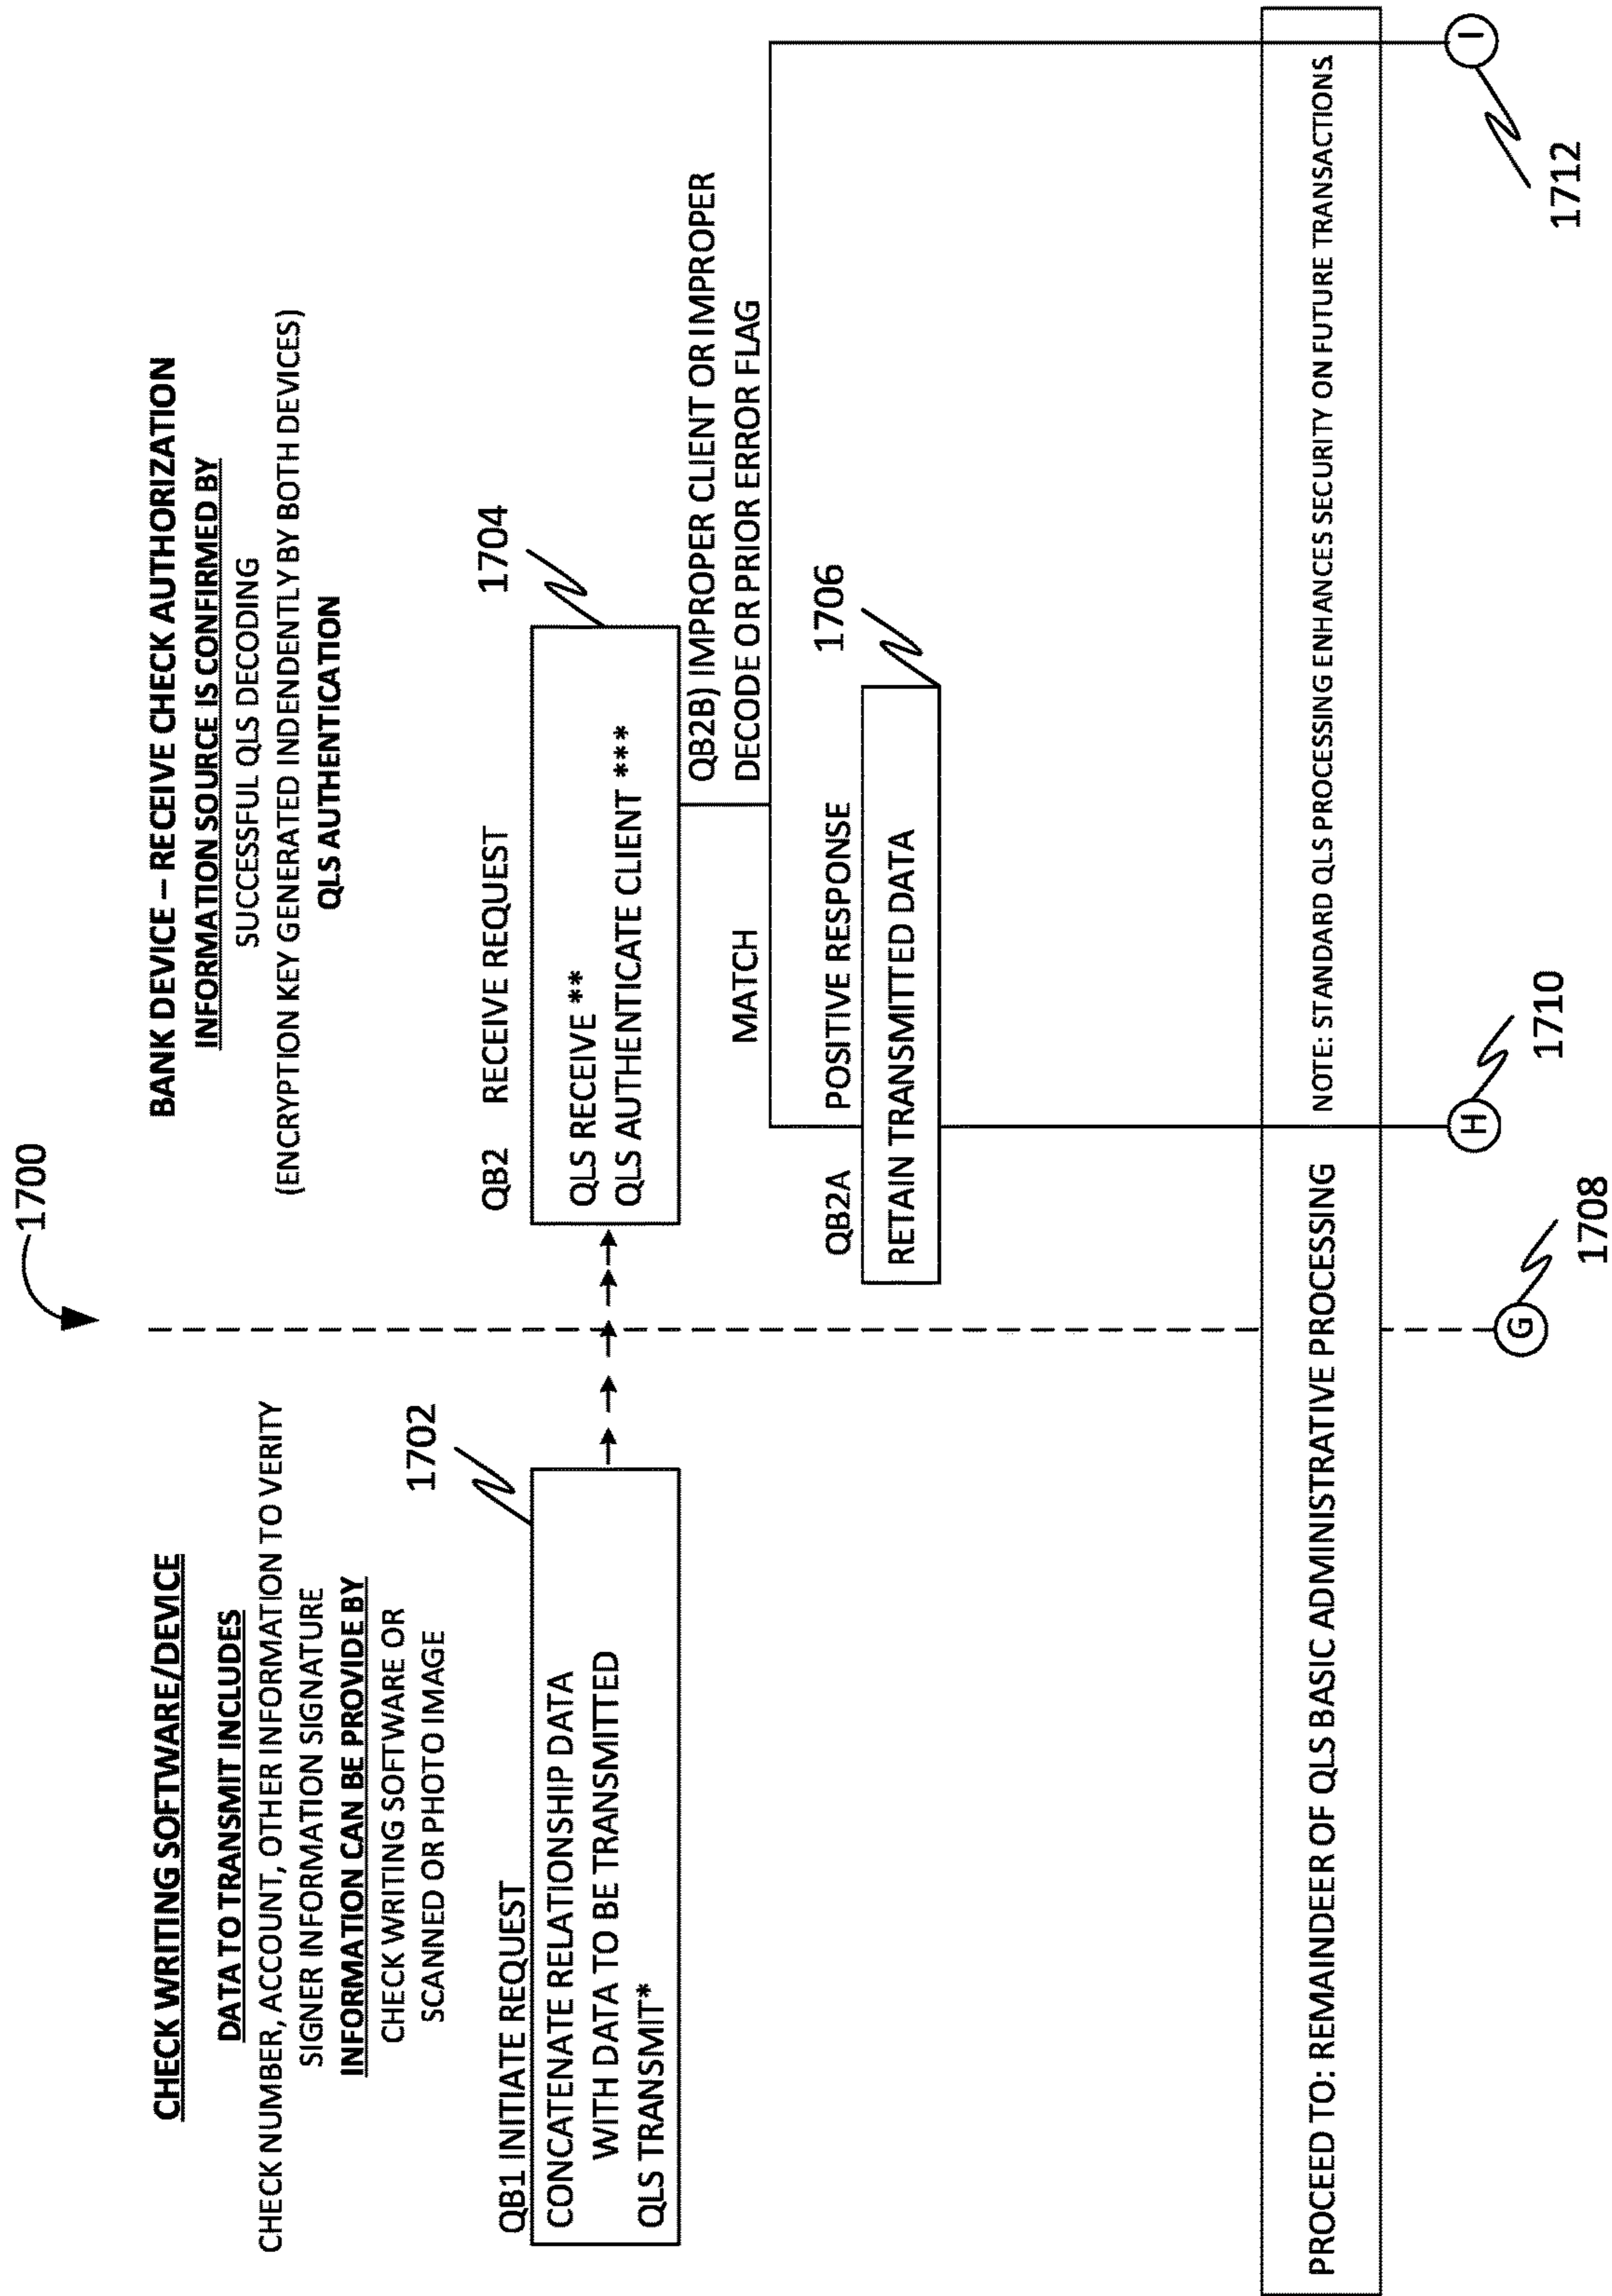 1700
CHECK WRITING SOFTWARE/DEVICE
DATA TO TRANSMIT INCLUDES
CHECK NUMBER, ACCOUNT, OTHER INFORMATION TO VERITY
SIGNER INFORMATION SIGNATURE
INFORMATION CAN BE PROVIDE BY
CHECK WRITING SOFTWARE OR
SCANNED OR PHOTO IMAGE
1702
QB1 INITIATE REQUEST
CONCATENATE RELATIONSHIP DATA
WITH DATA TO BE TRANSMITTED
QLS TRANSMIT*
BANK DEVICE – RECEIVE CHECK AUTHORIZATION
INFORMATION SOURCE IS CONFIRMED BY
SUCCESSFUL QLS DECODING
(ENCRYPTION KEY GENERATED INDENDENTLY BY BOTH DEVICES)
QLS AUTHENTICATION
1704
QB2 RECEIVE REQUEST
QLS RECEIVE **
QLS AUTHENTICATE CLIENT ***
QB2B) IMPROPER CLIENT OR IMPROPER
DECODE OR PRIOR ERROR FLAG
MATCH
1706
QB2A POSITIVE RESPONSE
RETAIN TRANSMITTED DATA
PROCEED TO: REMAINDEER OF QLS BASIC ADMINISTRATIVE PROCESSING NOTE: STANDARD QLS PROCESSING ENHANCES SECURITY ON FUTURE TRANSACTIONS.
G
1708
H
1710
I
1712